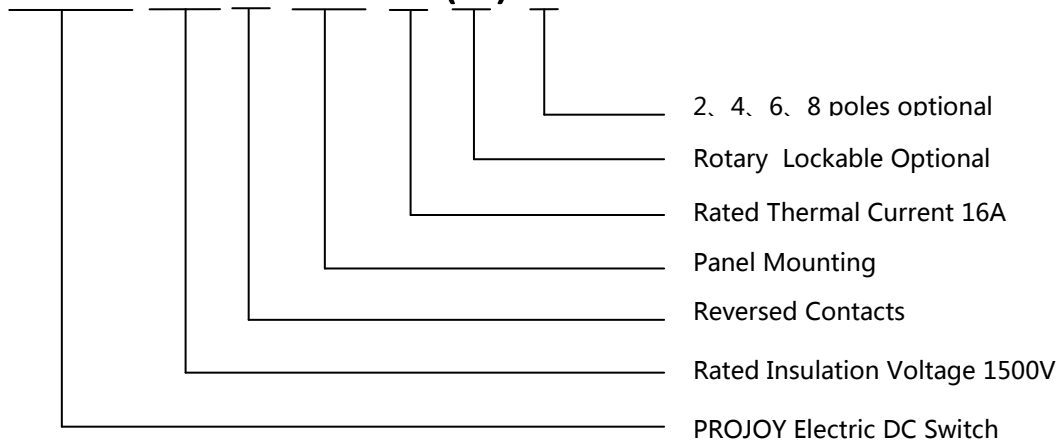 2、4、6、8 poles optional
Rotary Lockable Optional
Rated Thermal Current 16A
Panel Mounting
Reversed Contacts
Rated Insulation Voltage 1500V
PROJOY Electric DC Switch